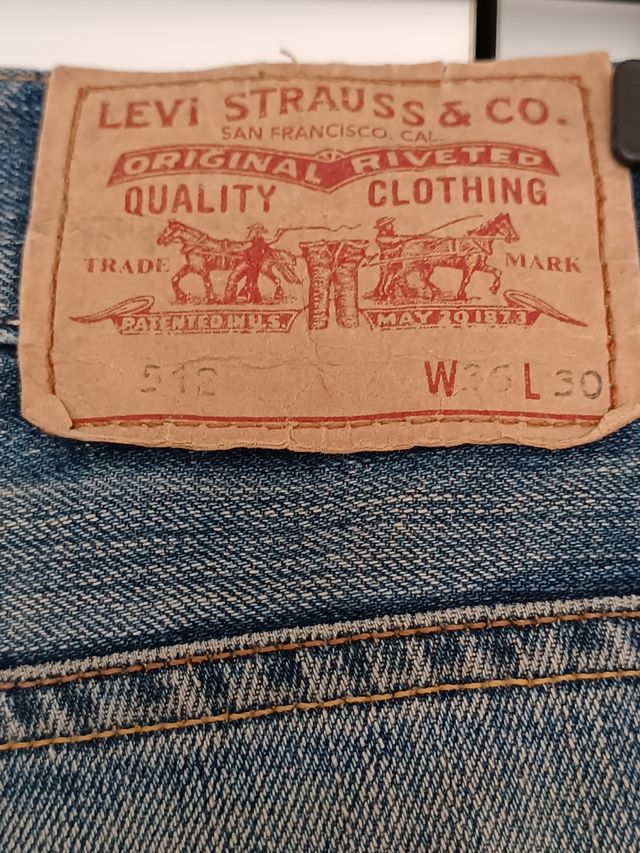 LEVI STRAUSS & CO.
SAN FRANCISCO, CAL.
ORIGINAL RIVETED
QUALITY CLOTHING
TRADE MARK
PATENTED IN U.S. MAY 20 1873
512 W36 L30